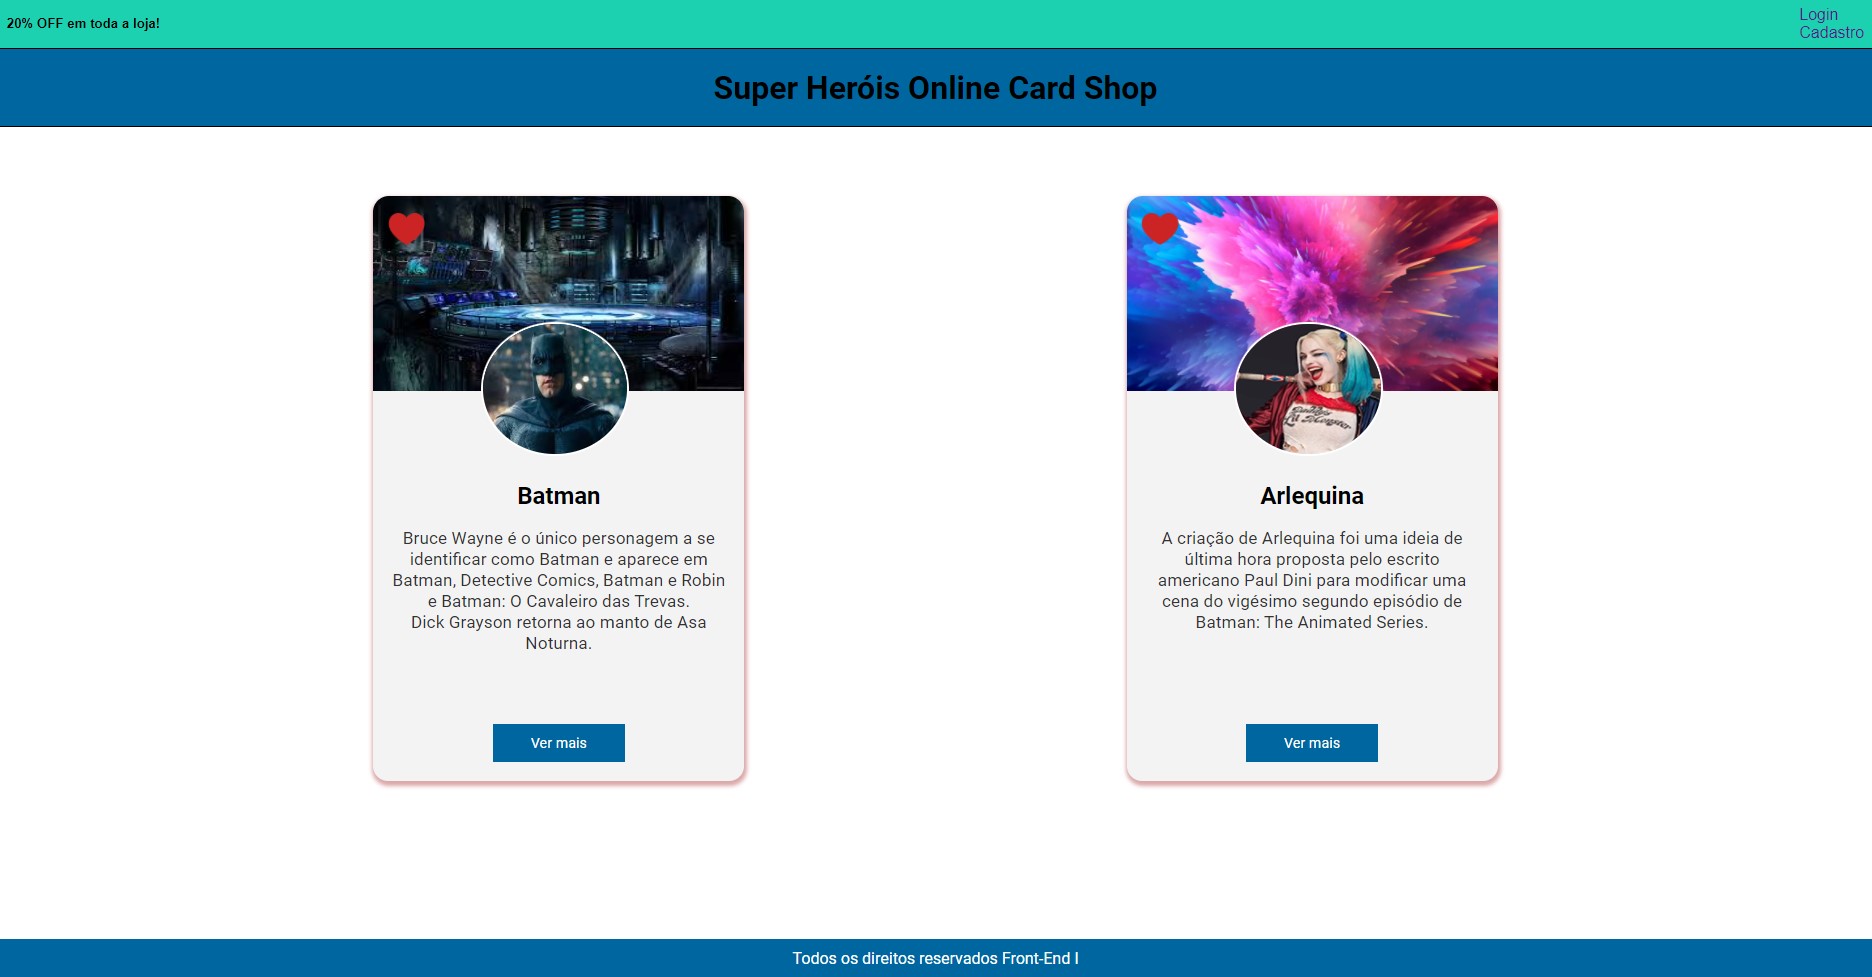 20% OFF em toda a loja!
Login
Cadastro
Super Heróis Online Card Shop
Batman
Bruce Wayne é o único personagem a se
identificar como Batman e aparece em
Batman, Detective Comics, Batman e Robin
e Batman: O Cavaleiro das Trevas.
Dick Grayson retorna ao manto de Asa
Noturna.
Ver mais
Daddy's
Lil Monster
Arlequina
A criação de Arlequina foi uma ideia de
última hora proposta pelo escrito
americano Paul Dini para modificar uma
cena do vigésimo segundo episódio de
Batman: The Animated Series.
Ver mais
Todos os direitos reservados Front-End I